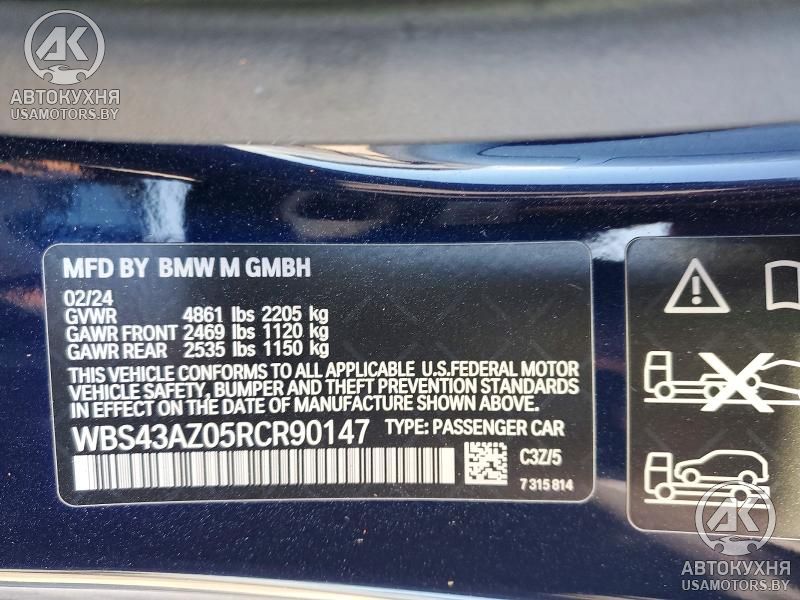 АК
АВТОКУХНЯ
USAMOTORS.BY
MFD BY BMW M GMBH
02/24
GVWR 4861 lbs 2205 kg
GAWR FRONT 2469 lbs 1120 kg
GAWR REAR 2535 lbs 1150 kg
THIS VEHICLE CONFORMS TO ALL APPLICABLE U.S.FEDERAL MOTOR
VEHICLE SAFETY, BUMPER AND THEFT PREVENTION STANDARDS
IN EFFECT ON THE DATE OF MANUFACTURE SHOWN ABOVE.
WBS43AZ05RCR90147 TYPE: PASSENGER CAR
C3Z/5
7 315 814
АК
АВТОКУХНЯ
USAMOTORS.BY